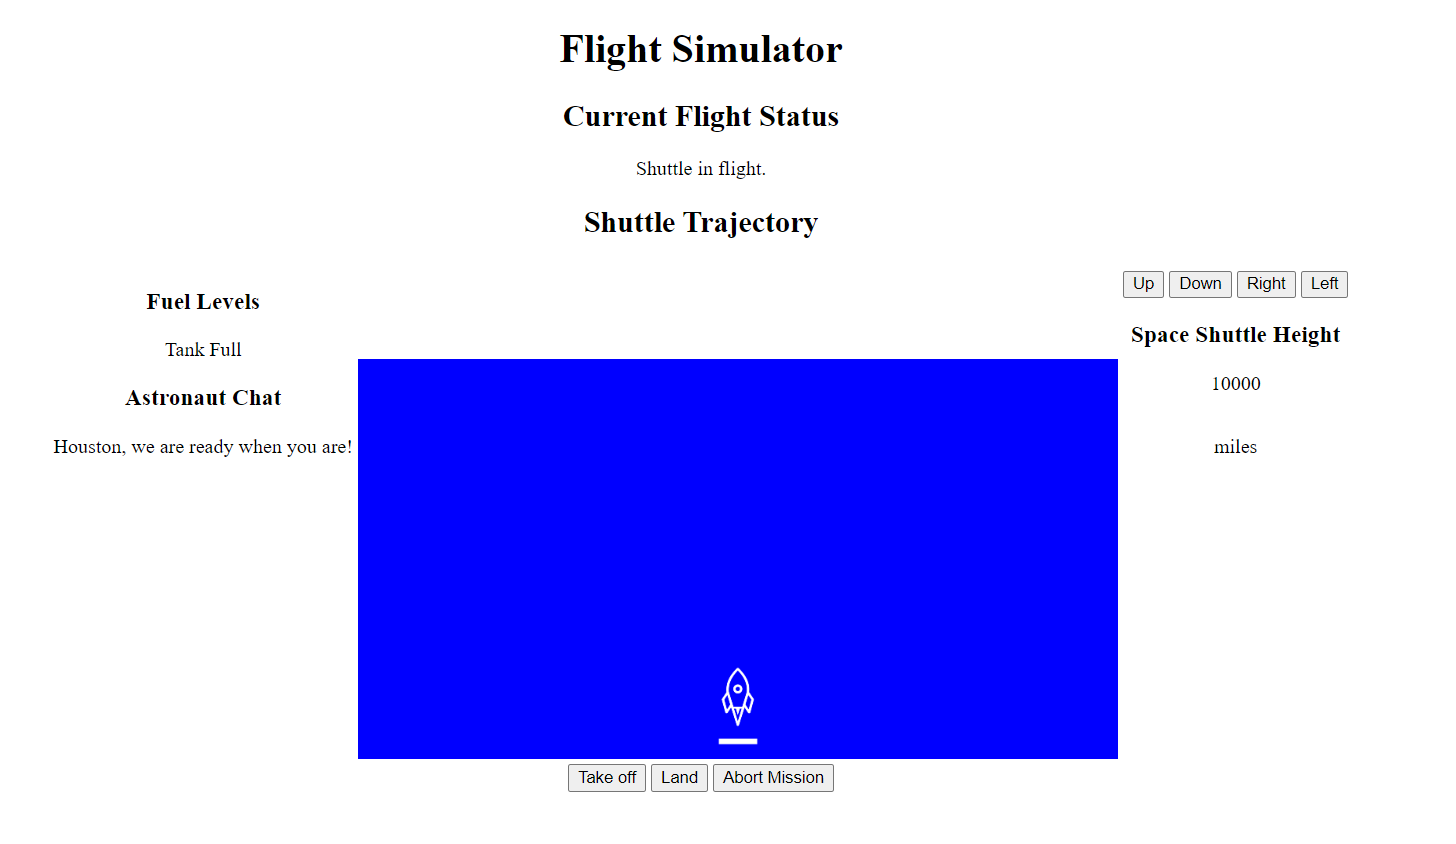 Flight Simulator
Current Flight Status
Shuttle in flight.
Shuttle Trajectory
Fuel Levels
Tank Full
Astronaut Chat
Houston, we are ready when you are!
Up Down Right Left
Space Shuttle Height
10000
miles
Take off Land Abort Mission